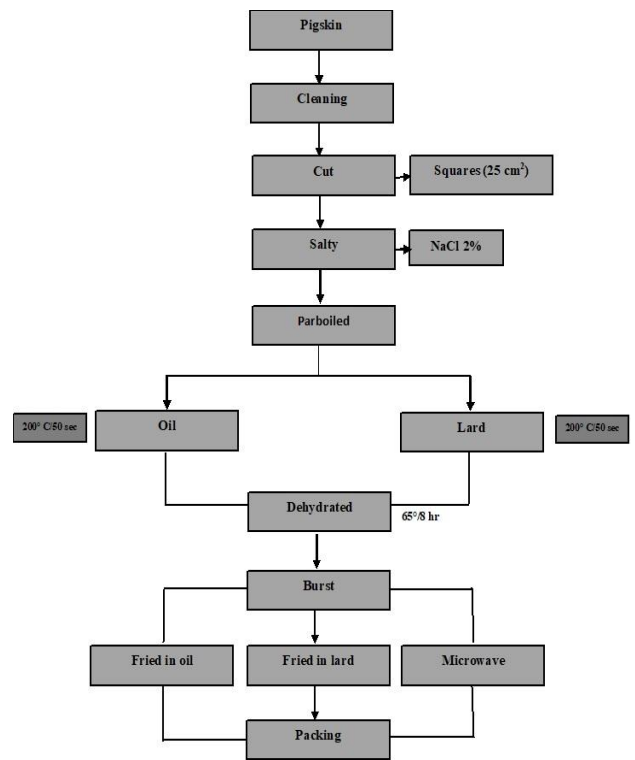 Pigskin
Cleaning
Cut
Squares (25 cm²)
Salty
NaCl 2%
Parboiled
200° C/50 sec
Oil
Lard
200° C/50 sec
Dehydrated
65°/8 hr
Burst
Fried in oil
Fried in lard
Microwave
Packing